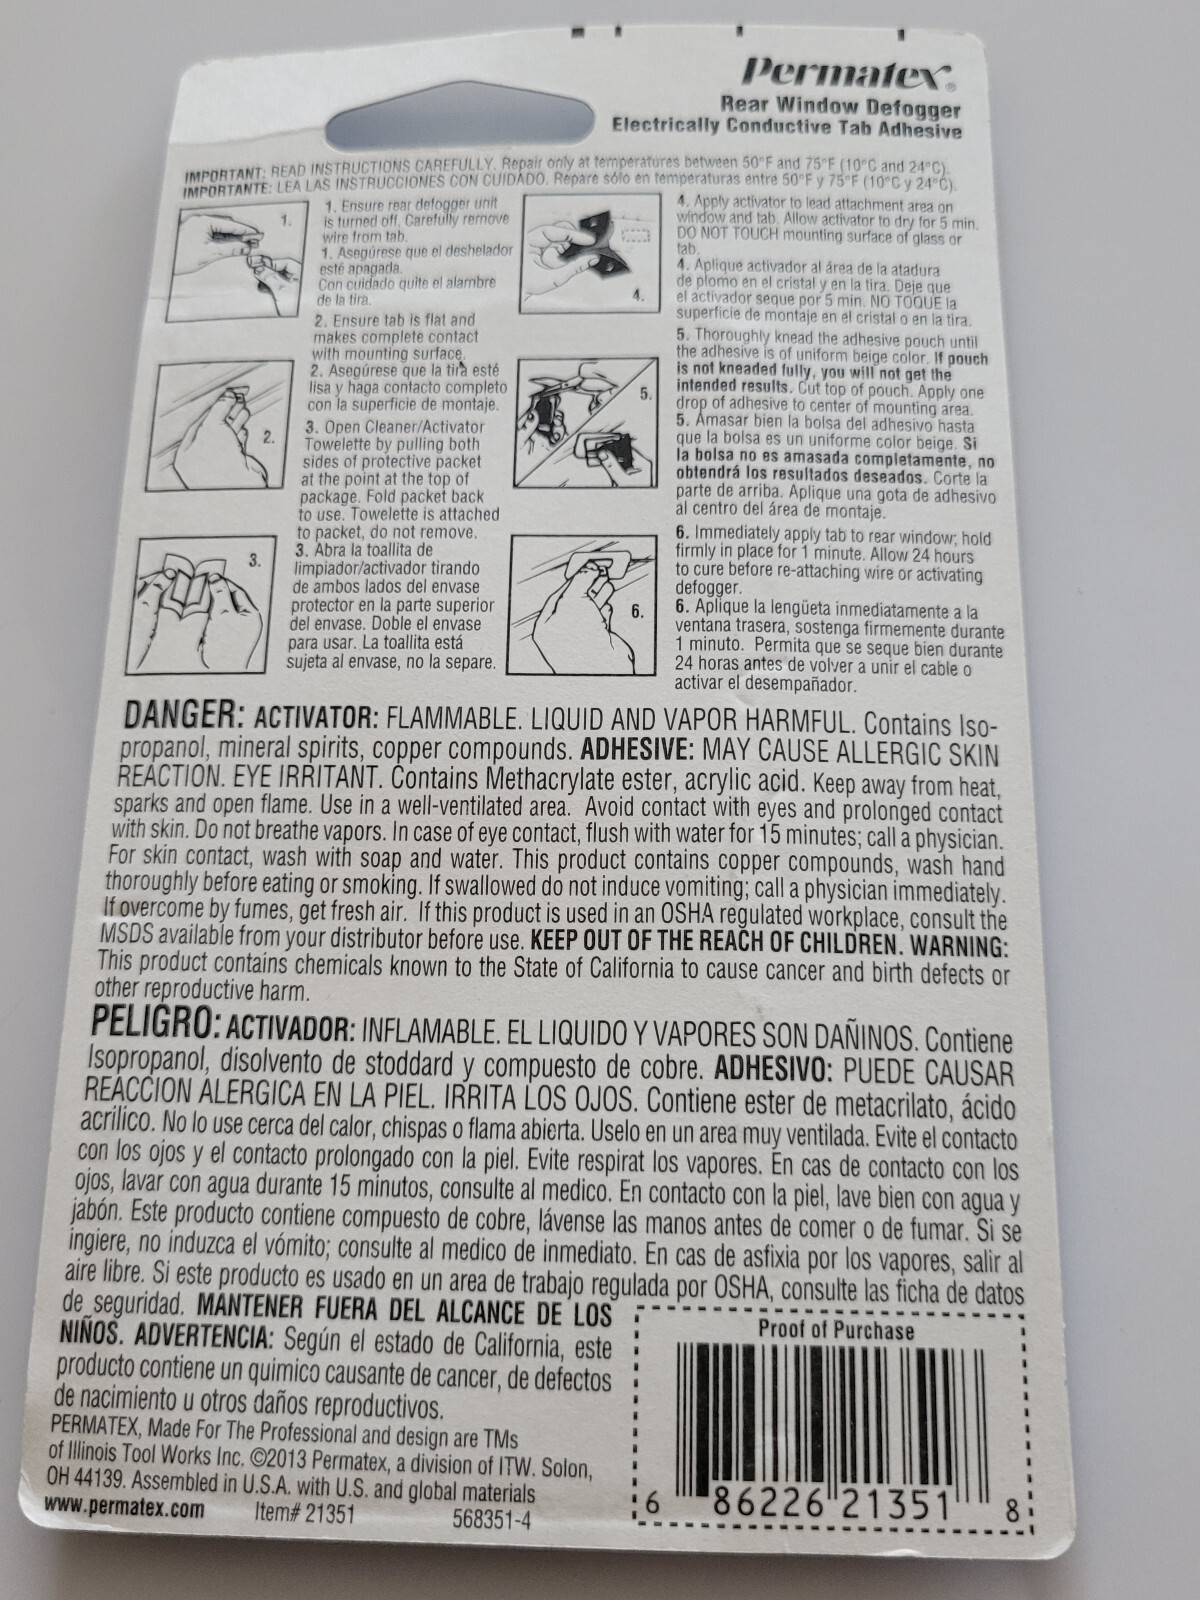 Permatex®
Rear Window Defogger
Electrically Conductive Tab Adhesive
IMPORTANT: READ INSTRUCTIONS CAREFULLY. Repair only at temperatures between 50°F and 75°F (10°C and 24°C).
IMPORTANTE: LEA LAS INSTRUCCIONES CON CUIDADO. Repare sólo en temperaturas entre 50°F y 75°F (10°C y 24°C).
1.
1. Ensure rear defogger unit
is turned off. Carefully remove
wire from tab.
1. Asegúrese que el deshelador
esté apagada.
Con cuidado quite el alambre
de la tira.
2.
2. Ensure tab is flat and
makes complete contact
with mounting surface.
2. Asegúrese que la tira esté
lisa y haga contacto completo
con la superficie de montaje.
3.
3. Open Cleaner/Activator
Towelette by pulling both
sides of protective packet
at the point at the top of
package. Fold packet back
to use. Towelette is attached
to packet, do not remove.
3. Abra la toallita de
limpiador/activador tirando
de ambos lados del envase
protector en la parte superior
del envase. Doble el envase
para usar. La toallita está
sujeta al envase, no la separe.
4.
4. Apply activator to lead attachment area on
window and tab. Allow activator to dry for 5 min.
DO NOT TOUCH mounting surface of glass or
tab.
4. Aplique activador al área de la atadura
de plomo en el cristal y en la tira. Deje que
el activador seque por 5 min. NO TOQUE la
superficie de montaje en el cristal o en la tira.
5.
5. Thoroughly knead the adhesive pouch until
the adhesive is of uniform beige color. If pouch
is not kneaded fully, you will not get the
intended results. Cut top of pouch. Apply one
drop of adhesive to center of mounting area.
5. Amasar bien la bolsa del adhesivo hasta
que la bolsa es un uniforme color beige. Si
la bolsa no es amasada completamente, no
obtendrá los resultados deseados. Corte la
parte de arriba. Aplique una gota de adhesivo
al centro del área de montaje.
6.
6. Immediately apply tab to rear window; hold
firmly in place for 1 minute. Allow 24 hours
to cure before re-attaching wire or activating
defogger.
6. Aplique la lengüeta inmediatamente a la
ventana trasera, sostenga firmemente durante
1 minuto. Permita que se seque bien durante
24 horas antes de volver a unir el cable o
activar el desempañador.
DANGER: ACTIVATOR: FLAMMABLE. LIQUID AND VAPOR HARMFUL. Contains Iso-
propanol, mineral spirits, copper compounds. ADHESIVE: MAY CAUSE ALLERGIC SKIN
REACTION. EYE IRRITANT. Contains Methacrylate ester, acrylic acid. Keep away from heat,
sparks and open flame. Use in a well-ventilated area. Avoid contact with eyes and prolonged contact
with skin. Do not breathe vapors. In case of eye contact, flush with water for 15 minutes; call a physician.
For skin contact, wash with soap and water. This product contains copper compounds, wash hand
thoroughly before eating or smoking. If swallowed do not induce vomiting; call a physician immediately.
If overcome by fumes, get fresh air. If this product is used in an OSHA regulated workplace, consult the
MSDS available from your distributor before use. KEEP OUT OF THE REACH OF CHILDREN. WARNING:
This product contains chemicals known to the State of California to cause cancer and birth defects or
other reproductive harm.
PELIGRO: ACTIVADOR: INFLAMABLE. EL LIQUIDO Y VAPORES SON DAÑINOS. Contiene
Isopropanol, disolvento de stoddard y compuesto de cobre. ADHESIVO: PUEDE CAUSAR
REACCION ALERGICA EN LA PIEL. IRRITA LOS OJOS. Contiene ester de metacrilato, ácido
acrilico. No lo use cerca del calor, chispas o flama abierta. Uselo en un area muy ventilada. Evite el contacto
con los ojos y el contacto prolongado con la piel. Evite respirat los vapores. En cas de contacto con los
ojos, lavar con agua durante 15 minutos, consulte al medico. En contacto con la piel, lave bien con agua y
jabón. Este producto contiene compuesto de cobre, lávense las manos antes de comer o de fumar. Si se
ingiere, no induzca el vómito; consulte al medico de inmediato. En cas de asfixia por los vapores, salir al
aire libre. Si este producto es usado en un area de trabajo regulada por OSHA, consulte las ficha de datos
de seguridad. MANTENER FUERA DEL ALCANCE DE LOS
NIÑOS. ADVERTENCIA: Según el estado de California, este
producto contiene un quimico causante de cancer, de defectos
de nacimiento u otros daños reproductivos.
PERMATEX, Made For The Professional and design are TMs
of Illinois Tool Works Inc. ©2013 Permatex, a division of ITW. Solon,
OH 44139. Assembled in U.S.A. with U.S. and global materials
www.permatex.com Item# 21351 568351-4
Proof of Purchase
6 86226 21351 8